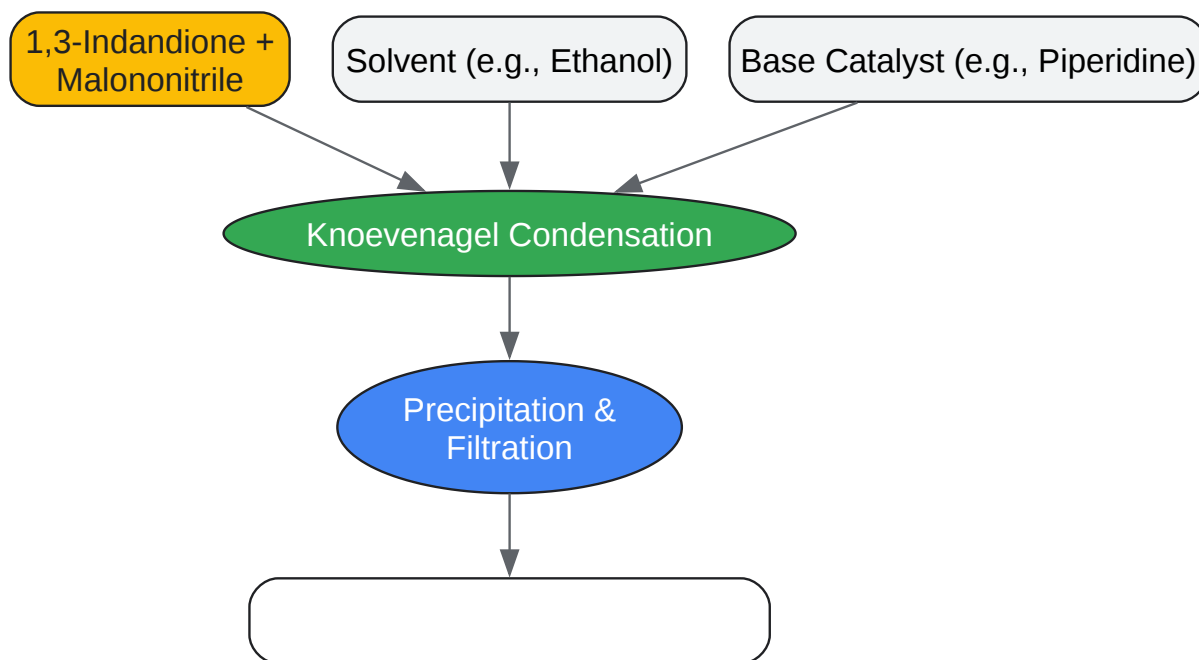 1,3-Indandione +
Malononitrile
Solvent (e.g., Ethanol)
Base Catalyst (e.g., Piperidine)
Knoevenagel Condensation
Precipitation &
Filtration